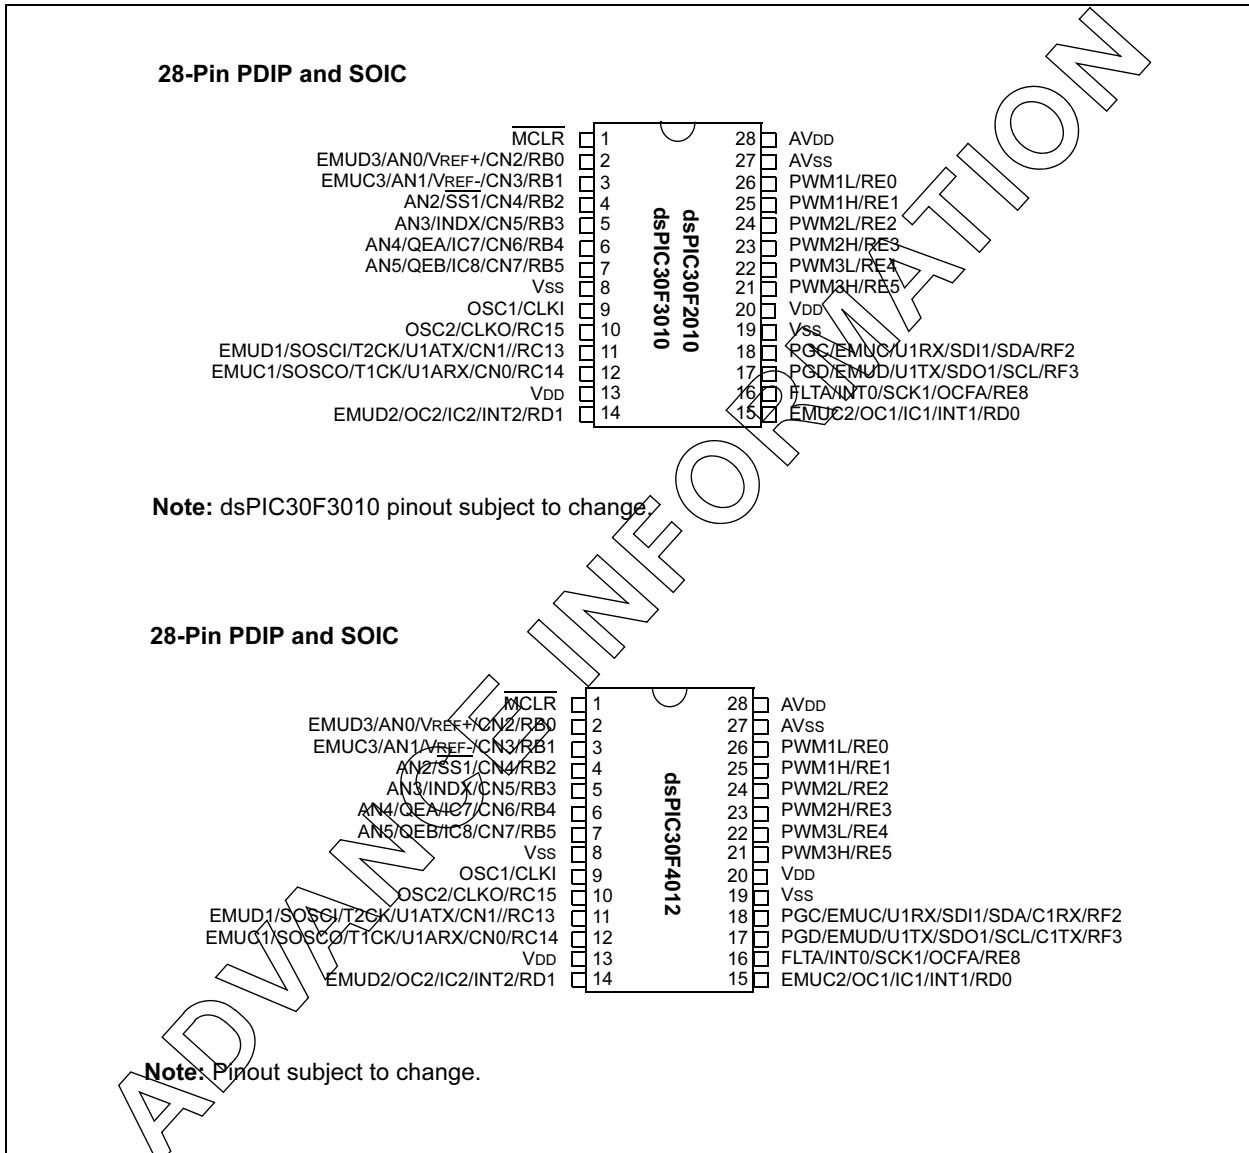 28-Pin PDIP and SOIC
MCLR 1 28 AVDD
EMUD3/AN0/VREF+/CN2/RB0 2 27 AVSS
EMUC3/AN1/VREF-/CN3/RB1 3 26 PWM1L/RE0
AN2/SS1/CN4/RB2 4 25 PWM1H/RE1
AN3/INDX/CN5/RB3 5 24 PWM2L/RE2
AN4/QEA/IC7/CN6/RB4 6 23 PWM2H/RE3
AN5/QEB/IC8/CN7/RB5 7 22 PWM3L/RE4
VSS 8 21 PWM3H/RE5
OSC1/CLKI 9 20 VDD
OSC2/CLKO/RC15 10 19 VSS
EMUD1/SOSCI/T2CK/U1ATX/CN1//RC13 11 18 PGC/EMUC/U1RX/SDI1/SDA/RF2
EMUC1/SOSCO/T1CK/U1ARX/CN0/RC14 12 17 PGD/EMUD/U1TX/SDO1/SCL/RF3
VDD 13 16 FLTA/INT0/SCK1/OCFA/RE8
EMUD2/OC2/IC2/INT2/RD1 14 15 EMUC2/OC1/IC1/INT1/RD0
dsPIC30F2010
dsPIC30F3010
Note: dsPIC30F3010 pinout subject to change.
28-Pin PDIP and SOIC
MCLR 1 28 AVDD
EMUD3/AN0/VREF+/CN2/RB0 2 27 AVSS
EMUC3/AN1/VREF-/CN3/RB1 3 26 PWM1L/RE0
AN2/SS1/CN4/RB2 4 25 PWM1H/RE1
AN3/INDX/CN5/RB3 5 24 PWM2L/RE2
AN4/QEA/IC7/CN6/RB4 6 23 PWM2H/RE3
AN5/QEB/IC8/CN7/RB5 7 22 PWM3L/RE4
VSS 8 21 PWM3H/RE5
OSC1/CLKI 9 20 VDD
OSC2/CLKO/RC15 10 19 VSS
EMUD1/SOSCI/T2CK/U1ATX/CN1//RC13 11 18 PGC/EMUC/U1RX/SDI1/SDA/C1RX/RF2
EMUC1/SOSCO/T1CK/U1ARX/CN0/RC14 12 17 PGD/EMUD/U1TX/SDO1/SCL/C1TX/RF3
VDD 13 16 FLTA/INT0/SCK1/OCFA/RE8
EMUD2/OC2/IC2/INT2/RD1 14 15 EMUC2/OC1/IC1/INT1/RD0
dsPIC30F4012
Note: Pinout subject to change.
ADVANCE INFORMATION